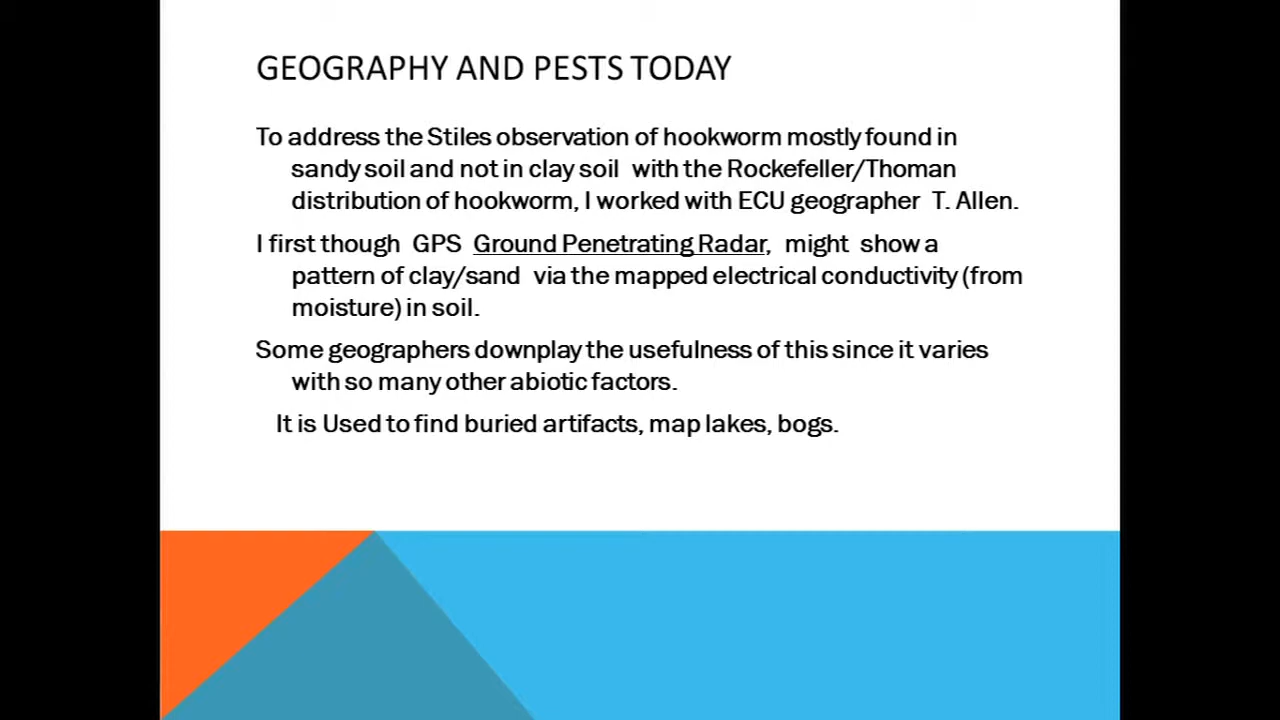 GEOGRAPHY AND PESTS TODAY
To address the Stiles observation of hookworm mostly found in
sandy soil and not in clay soil with the Rockefeller/Thoman
distribution of hookworm, I worked with ECU geographer T. Allen.
I first though GPS Ground Penetrating Radar, might show a
pattern of clay/sand via the mapped electrical conductivity (from
moisture) in soil.
Some geographers downplay the usefulness of this since it varies
with so many other abiotic factors.
It is Used to find buried artifacts, map lakes, bogs.